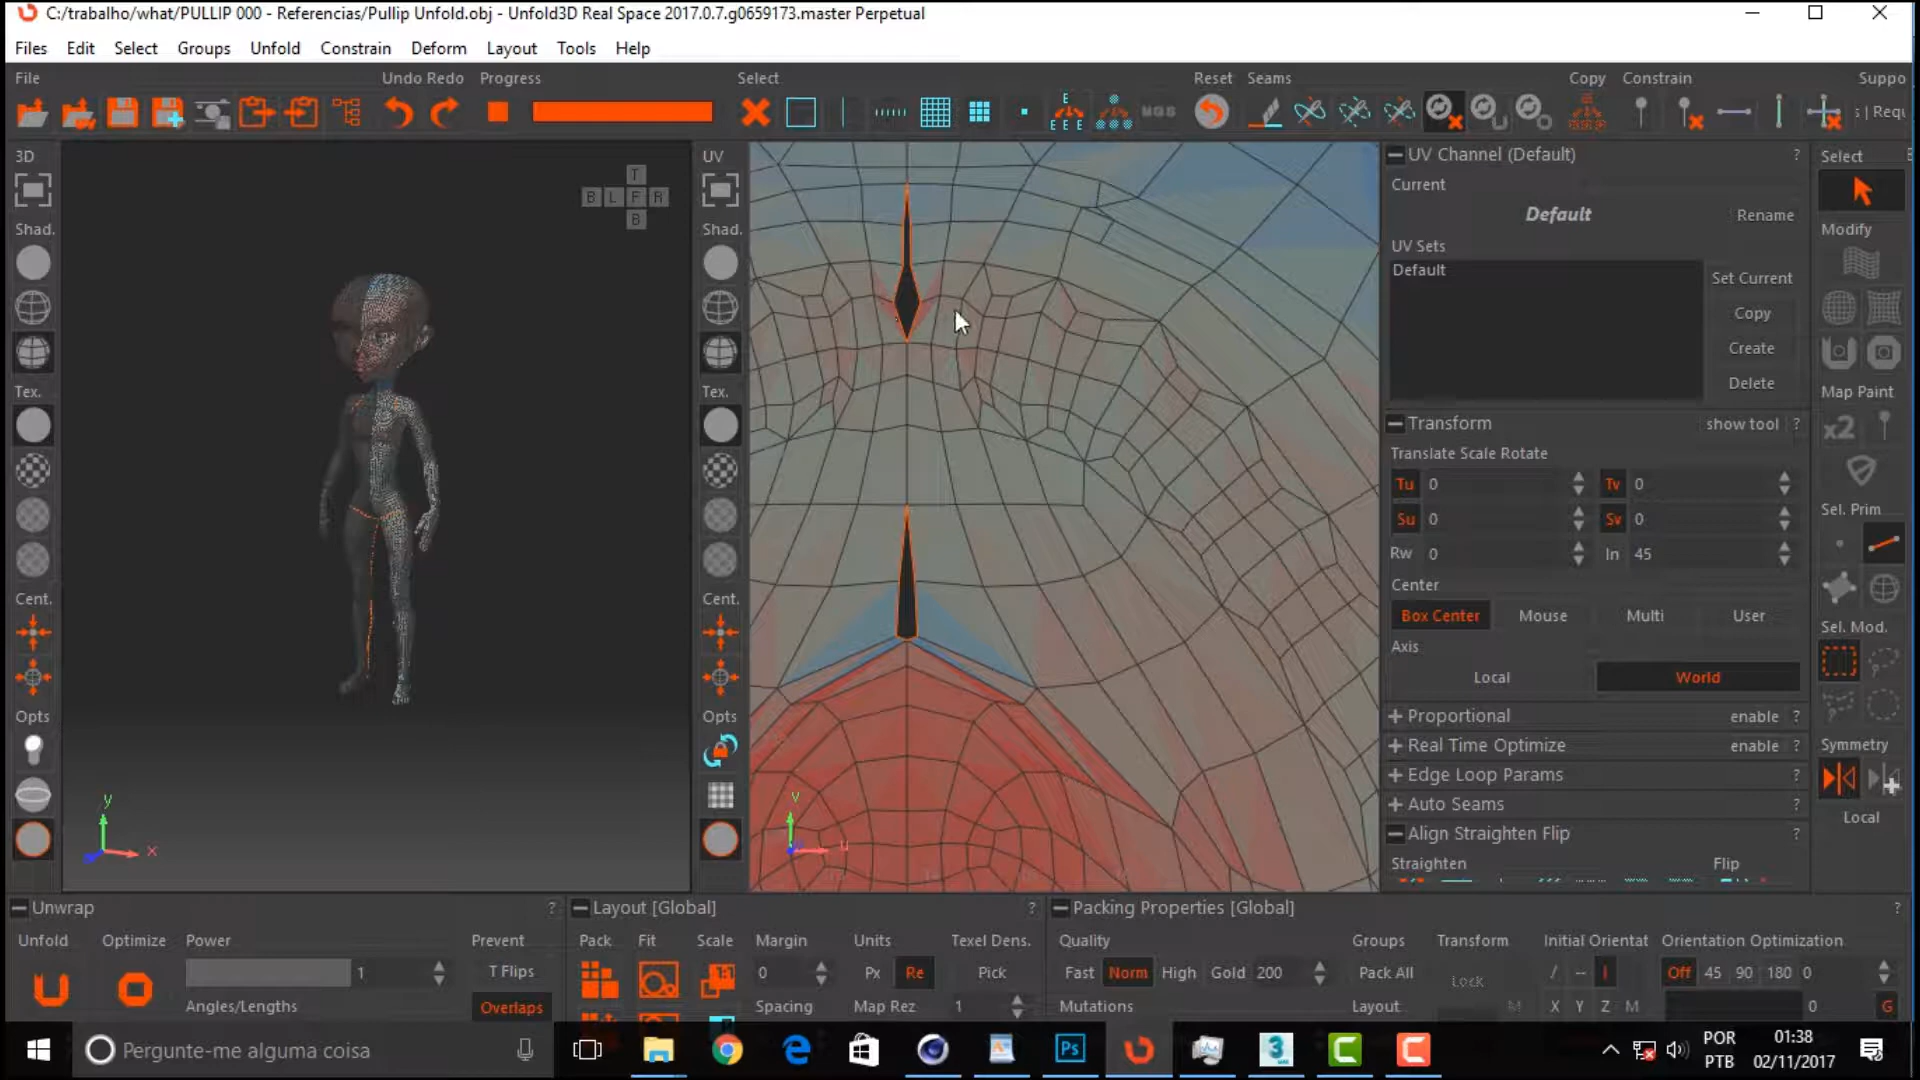 C:/trabalho/what/PULLIP 000 - Referencias/Pullip Unfold.obj - Unfold3D Real Space 2017.0.7.g0659173.master Perpetual
Files Edit Select Groups Unfold Constrain Deform Layout Tools Help
File Undo Redo Progress Select Reset Seams Copy Constrain Suppo
E
E E E
MQS
| Requ
3D UV
Shad. Shad.
Tex. Tex.
Cent. Cent.
Opts Opts
T
B L F R
B
y
x
v
u
UV Channel (Default) ?
Current
Default Rename
UV Sets
Default
Set Current
Copy
Create
Delete
Transform show tool ?
Translate Scale Rotate
Tu 0 Tv 0
Su 0 Sv 0
Rw 0 In 45
Center
Box Center Mouse Multi User
Axis
Local World
Proportional enable ?
Real Time Optimize enable ?
Edge Loop Params ?
Auto Seams ?
Align Straighten Flip ?
Straighten Flip
Select
Modify
Map Paint
x2
Sel. Prim
Sel. Mod.
Symmetry
Local
Unwrap ?
Unfold Optimize Power Prevent
1 T Flips
Angles/Lengths Overlaps
Layout [Global] ?
Pack Fit Scale Margin Units Texel Dens.
1:1 0 Px Re Pick
Spacing Map Rez 1
Packing Properties [Global] ?
Quality Groups Transform Initial Orientat Orientation Optimization
Fast Norm High Gold 200 Pack All Lock / -- | Off 45 90 180 0
Mutations Layout M X Y Z M 0 G
Pergunte-me alguma coisa
Ps
3
POR 01:38
PTB 02/11/2017